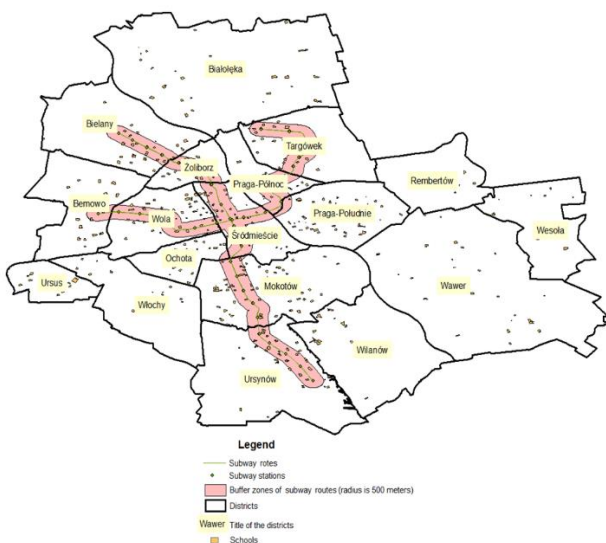 Białołęka
Bielany
Targówek
Żoliborz
Rembertów
Praga-Północ
Bemowo
Wola
Praga-Południe
Wesoła
Śródmieście
Ochota
Ursus
Mokotów
Wawer
Włochy
Wilanów
Ursynów
Legend
Subway rotes
Subway stations
Buffer zones of subway routes (radius is 500 meters)
Districts
Wawer Title of the districts
Schools